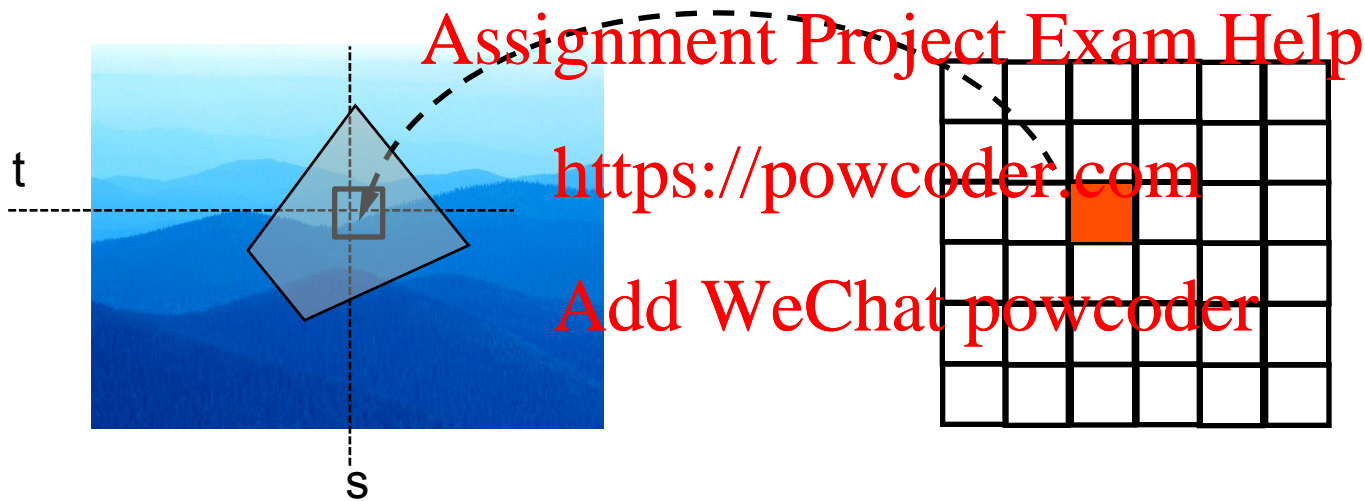 Assignment Project Exam Help
t
https://powcoder.com
Add WeChat powcoder
s